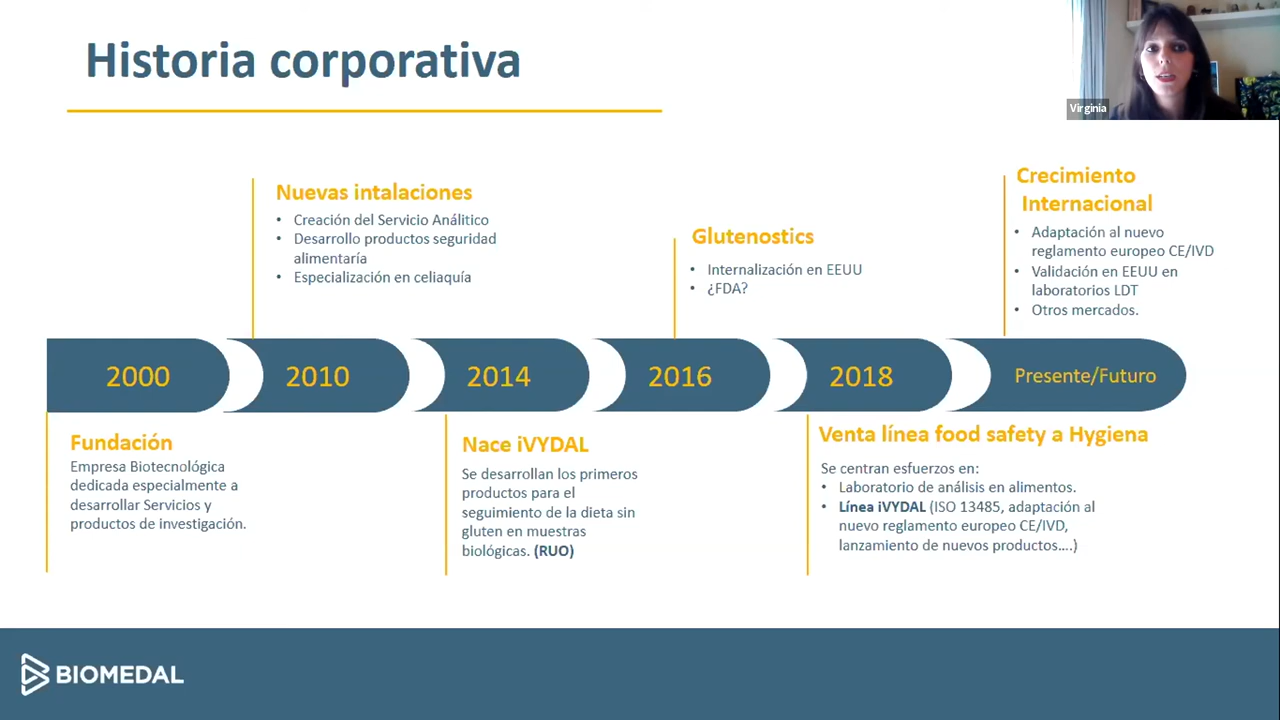 Historia corporativa
Virginia
Nuevas intalaciones
• Creación del Servicio Análitico
• Desarrollo productos seguridad
alimentaría
• Especialización en celiaquía
Glutenostics
• Internalización en EEUU
• ¿FDA?
Crecimiento
Internacional
• Adaptación al nuevo
reglamento europeo CE/IVD
• Validación en EEUU en
laboratorios LDT
• Otros mercados.
2000
2010
2014
2016
2018
Presente/Futuro
Fundación
Empresa Biotecnológica
dedicada especialmente a
desarrollar Servicios y
productos de investigación.
Nace iVYDAL
Se desarrollan los primeros
productos para el
seguimiento de la dieta sin
gluten en muestras
biológicas. (RUO)
Venta línea food safety a Hygiena
Se centran esfuerzos en:
• Laboratorio de análisis en alimentos.
• Línea iVYDAL (ISO 13485, adaptación al
nuevo reglamento europeo CE/IVD,
lanzamiento de nuevos productos….)
BIOMEDAL